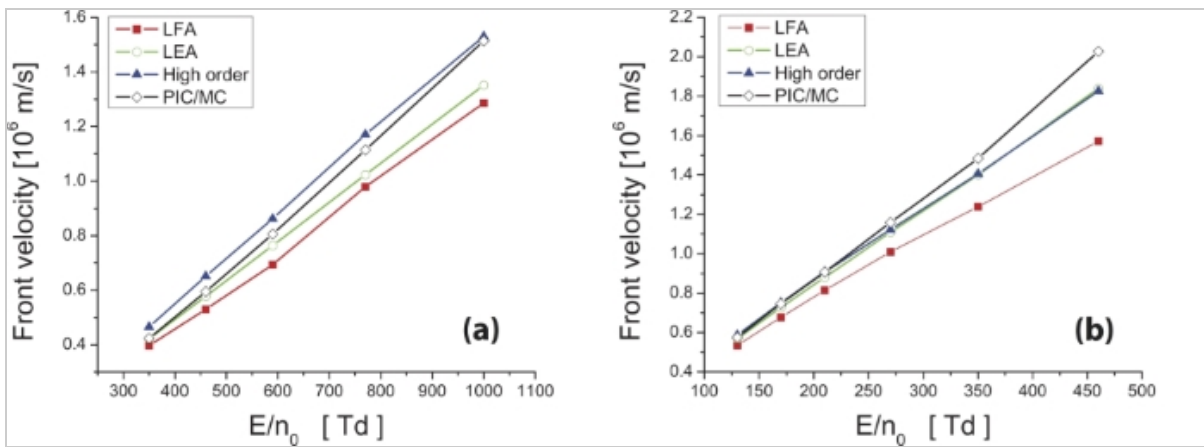 1.6
1.4
1.2
1.0
0.8
0.6
0.4
Front velocity [10⁶ m/s]
LFA
LEA
High order
PIC/MC
(a)
300 400 500 600 700 800 900 1000 1100
E/n₀ [ Td ]
2.2
2.0
1.8
1.6
1.4
1.2
1.0
0.8
0.6
0.4
Front velocity [10⁶ m/s]
LFA
LEA
High order
PIC/MC
(b)
100 150 200 250 300 350 400 450 500
E/n₀ [ Td ]